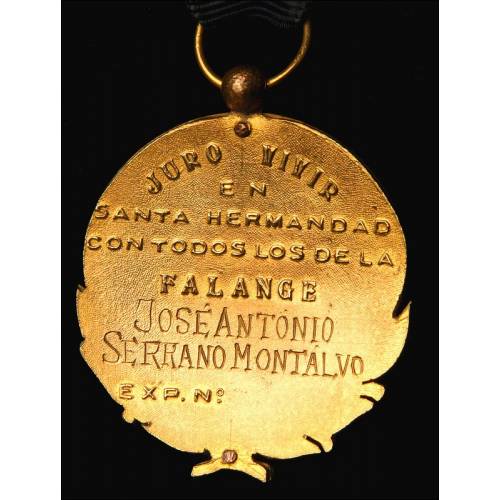 JURO VIVIR
EN
SANTA HERMANDAD
CON TODOS LOS DE LA
FALANGE
JOSÉ ANTONIO
SERRANO MONTALVO
EXP. Nº